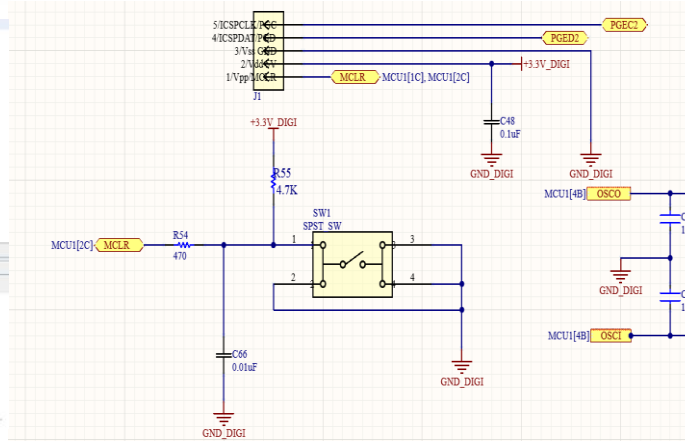 5/ICSPCLK/PGC
PGEC2
4/ICSPDAT/PGD
PGED2
3/Vss GND
2/Vdd +V
+3.3V_DIGI
1/Vpp/MCLR
MCLR
MCU1[1C], MCU1[2C]
J1
C48
0.1uF
+3.3V_DIGI
GND_DIGI
GND_DIGI
R55
4.7K
MCU1[4B]
OSCO
SW1
SPST_SW
R54
470
MCU1[2C]
MCLR
1
3
2
4
GND_DIGI
MCU1[4B]
OSCI
C66
0.01uF
GND_DIGI
GND_DIGI